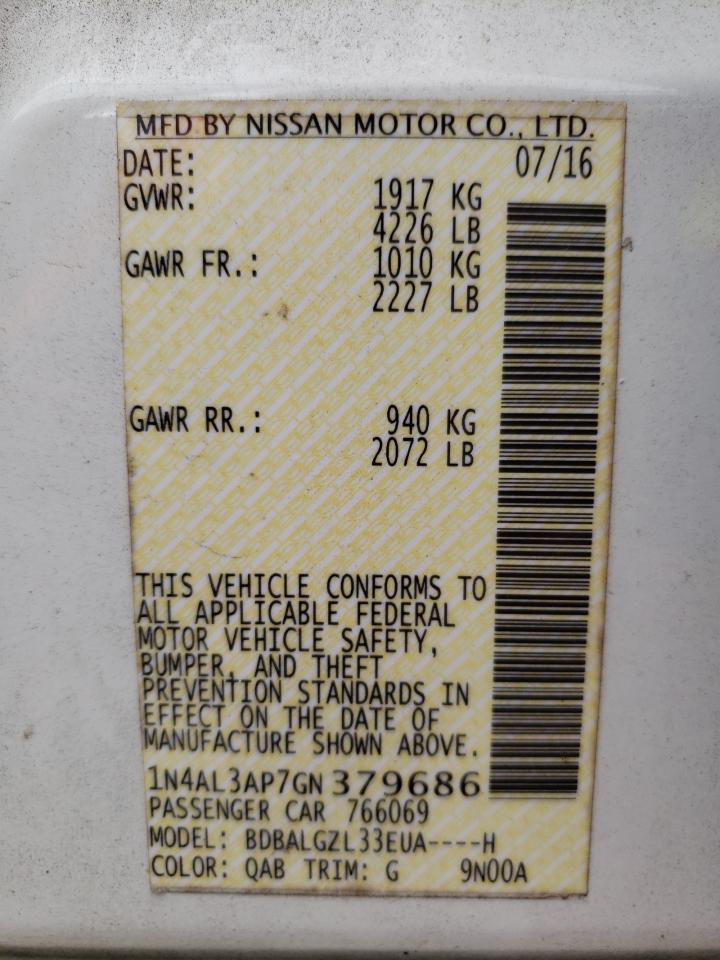 MFD BY NISSAN MOTOR CO., LTD.
DATE: 07/16
GVWR: 1917 KG
4226 LB
GAWR FR.: 1010 KG
2227 LB
GAWR RR.: 940 KG
2072 LB
THIS VEHICLE CONFORMS TO
ALL APPLICABLE FEDERAL
MOTOR VEHICLE SAFETY,
BUMPER, AND THEFT
PREVENTION STANDARDS IN
EFFECT ON THE DATE OF
MANUFACTURE SHOWN ABOVE.
1N4AL3AP7GN379686
PASSENGER CAR 766069
MODEL: BDBALGZL33EUA----H
COLOR: QAB TRIM: G 9N00A